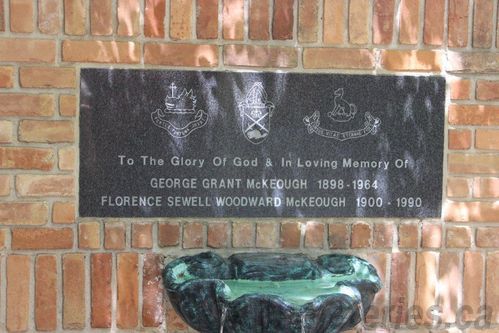 To The Glory Of God & In Loving Memory Of
GEORGE GRANT McKEOUGH 1898 - 1964
FLORENCE SEWELL WOODWARD McKEOUGH 1900 - 1990